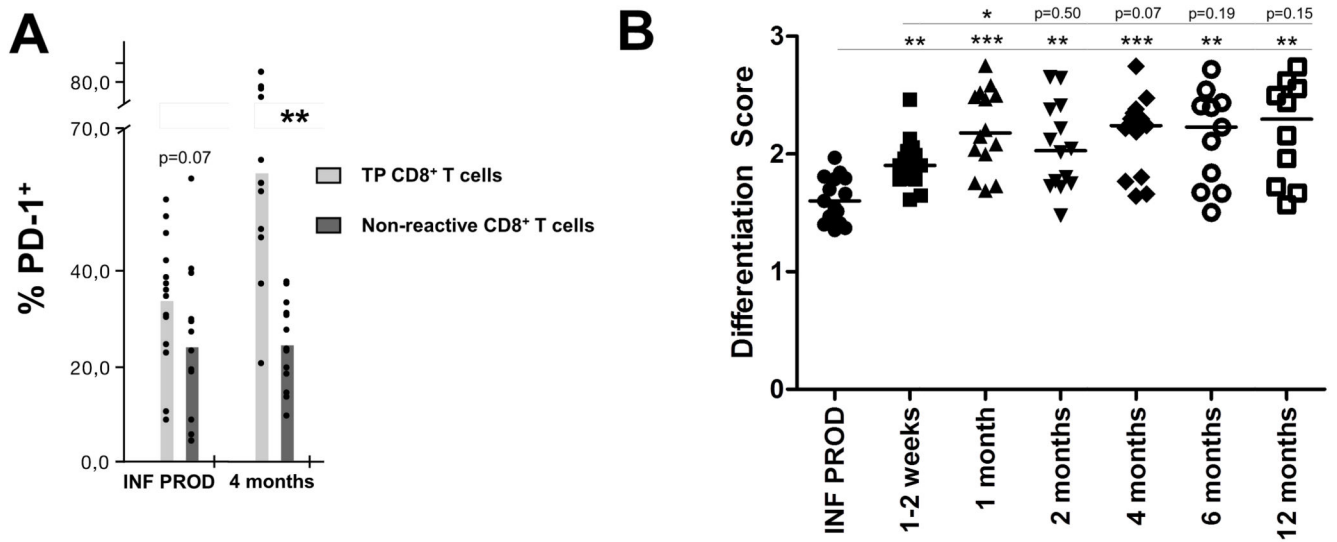 A
% PD-1+
80,0
70,0
40,0
20,0
0,0
p=0.07
**
TP CD8+ T cells
Non-reactive CD8+ T cells
INF PROD
4 months
B
Differentiation Score
3
2
1
0
* p=0.50 p=0.07 p=0.19 p=0.15
** *** ** *** ** **
INF PROD
1-2 weeks
1 month
2 months
4 months
6 months
12 months